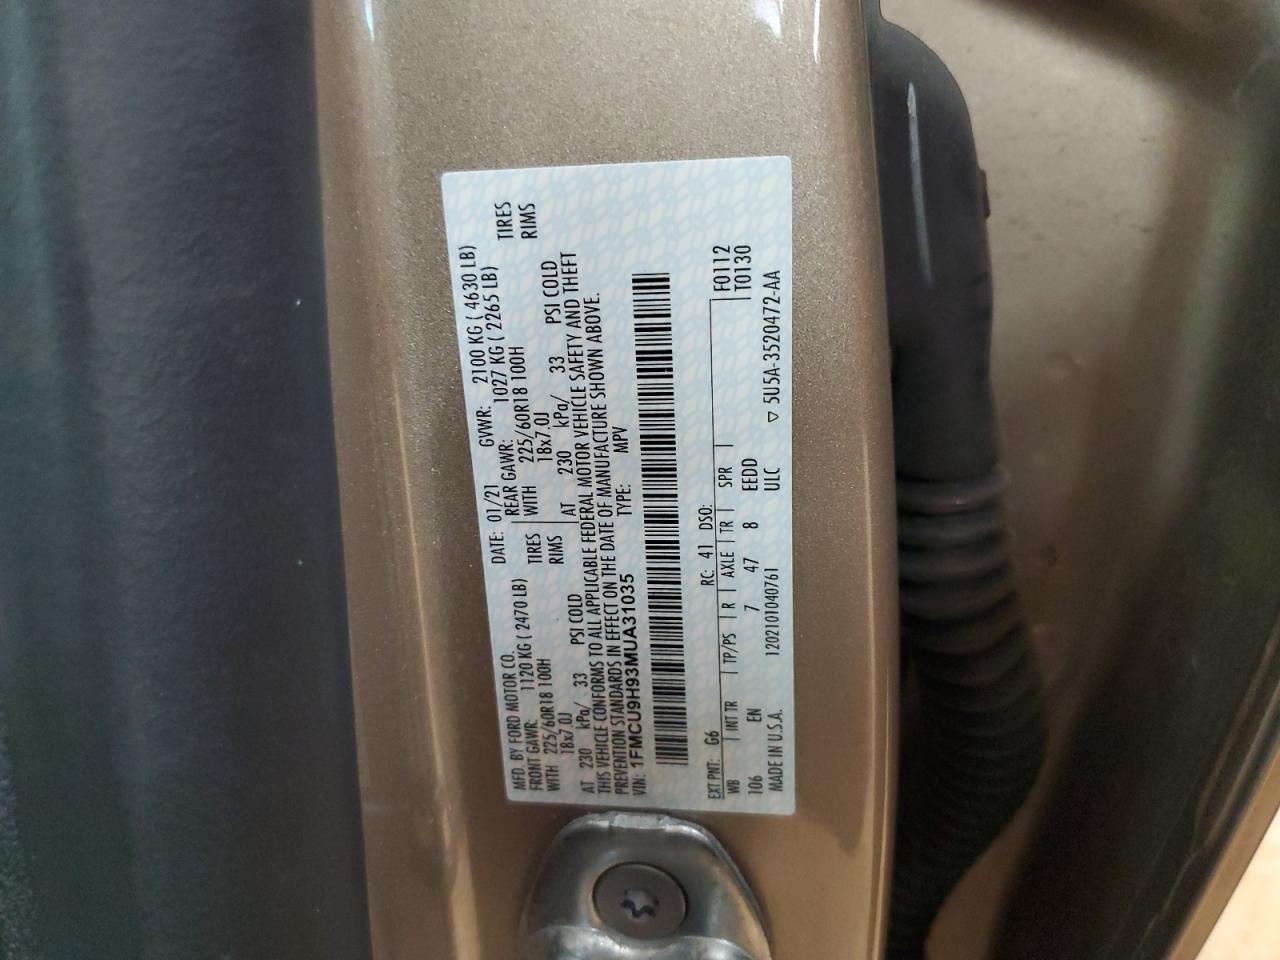 MFD. BY FORD MOTOR CO. DATE: 01/21 GVWR: 2100 KG ( 4630 LB)
FRONT GAWR: 1120 KG ( 2470 LB) REAR GAWR: 1027 KG ( 2265 LB)
WITH 225/60R18 100H TIRES WITH 225/60R18 100H TIRES
18x7.0J RIMS 18x7.0J RIMS
AT 230 kPa/ 33 PSI COLD AT 230 kPa/ 33 PSI COLD
THIS VEHICLE CONFORMS TO ALL APPLICABLE FEDERAL MOTOR VEHICLE SAFETY AND THEFT
PREVENTION STANDARDS IN EFFECT ON THE DATE OF MANUFACTURE SHOWN ABOVE.
VIN: 1FMCU9H93MUA31035 TYPE: MPV
EXT PNT: G6 RC: 41 DSO: F0112
WB INT TR TP/PS R AXLE TR SPR T0130
106 EN 7 47 8 EEDD
MADE IN U.S.A. 120210104076​1 ULC ▽ 5U5A-3520472-AA